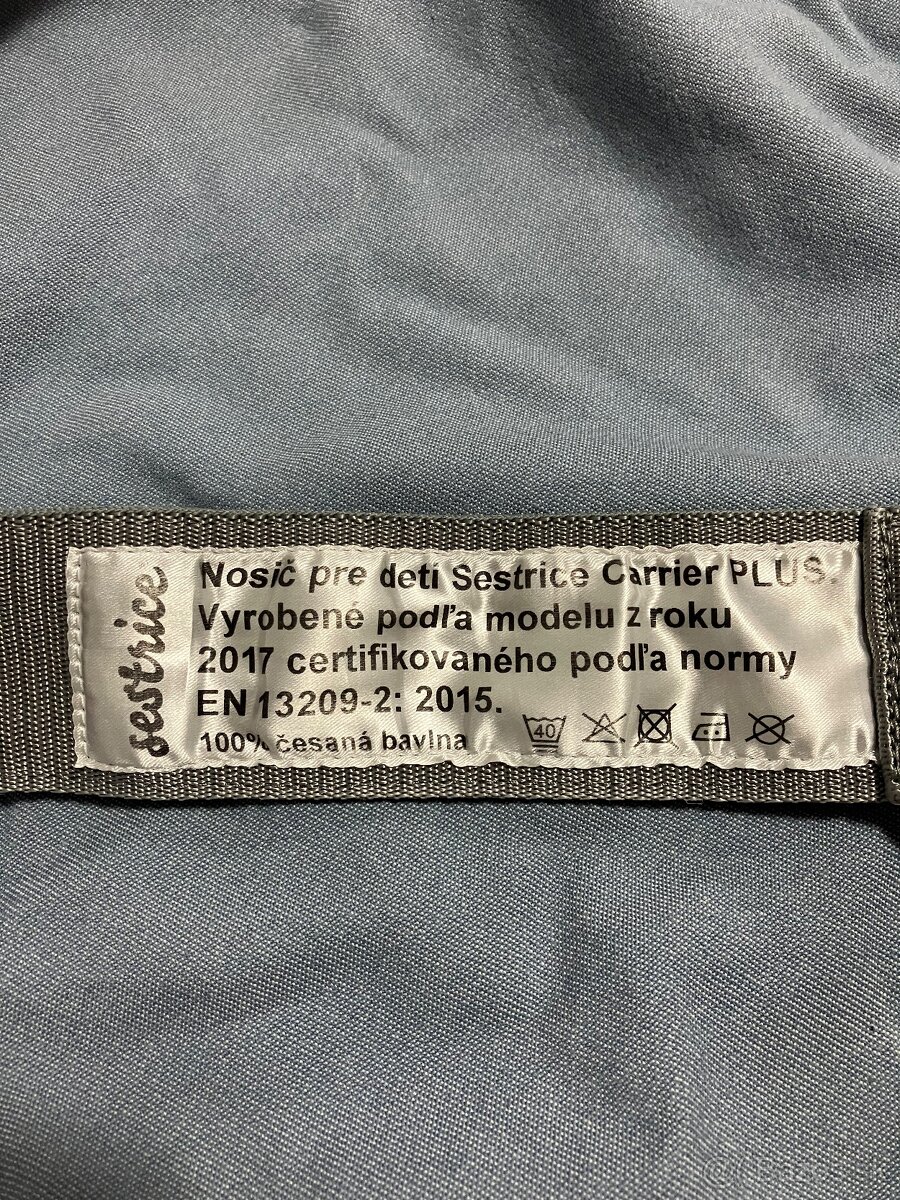 sestrice
Nosič pre deti Sestrice Carrier PLUS.
Vyrobené podľa modelu z roku
2017 certifikovaného podľa normy
EN 13209-2: 2015.
100% česaná bavlna
40